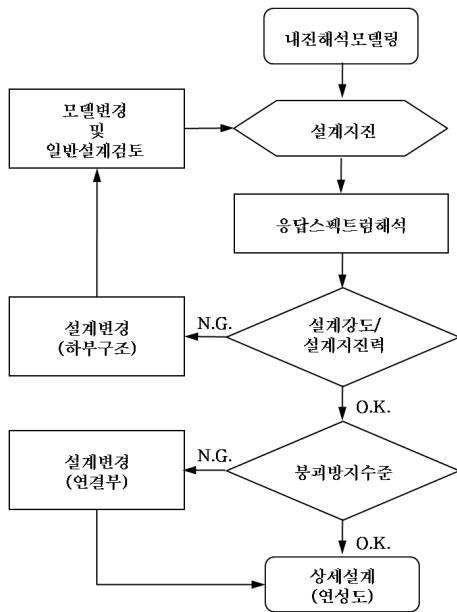 내진해석모델링
모델변경
및
일반설계검토
설계지진
응답스펙트럼해석
설계변경
(하부구조)
N.G.
설계강도/
설계지진력
O.K.
설계변경
(연결부)
N.G.
붕괴방지수준
O.K.
상세설계
(연성도)